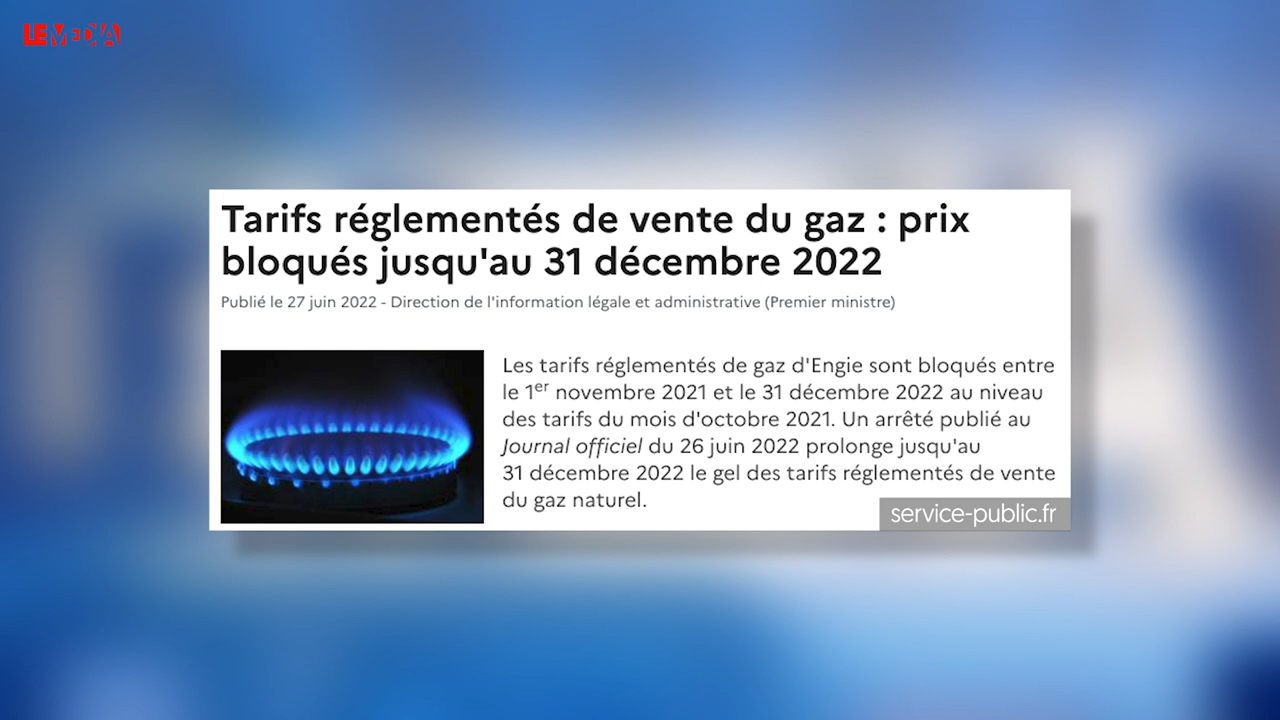 LEMEDIA
Tarifs réglementés de vente du gaz : prix
bloqués jusqu'au 31 décembre 2022
Publié le 27 juin 2022 - Direction de l'information légale et administrative (Premier ministre)
Les tarifs réglementés de gaz d'Engie sont bloqués entre
le 1er novembre 2021 et le 31 décembre 2022 au niveau
des tarifs du mois d'octobre 2021. Un arrêté publié au
Journal officiel du 26 juin 2022 prolonge jusqu'au
31 décembre 2022 le gel des tarifs réglementés de vente
du gaz naturel.
service-public.fr